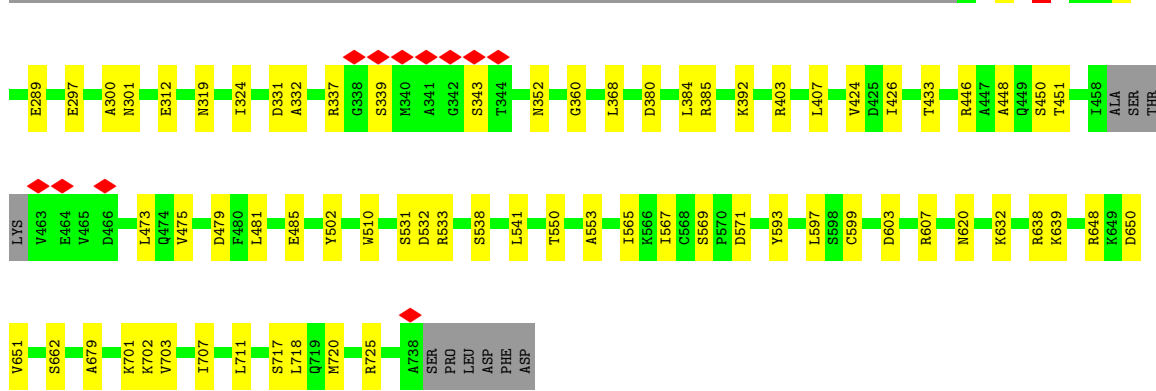 E289 E297 A300 N301 E312 N319 I324 D331 A332 R337 G338 S339 M340 A341 G342 S343 T344 N352 G360 L368 D380 L384 R385 K392 R403 L407 V424 D425 I426 T433 R446 A447 A448 Q449 S450 T451 I458 ALA SER THR
LYS V463 E464 V465 D466 L473 Q474 V475 D479 F480 L481 E485 Y502 W510 S531 D532 R533 S538 L541 T550 A553 I565 K566 I567 C568 S569 P570 D571 Y593 L597 S598 C599 D603 R607 N620 K632 R638 K639 R648 K649 D650
V651 S662 A679 K701 K702 V703 I707 L711 S717 L718 Q719 M720 R725 A738 SER PRO LEU ASP PHE ASP